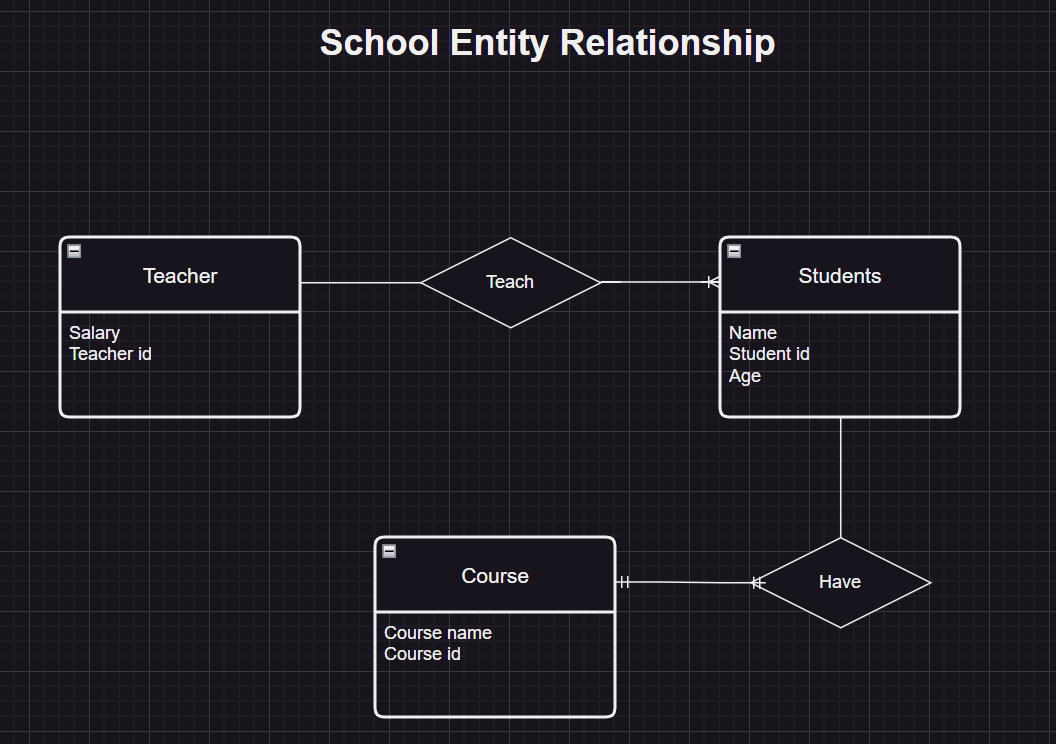 School Entity Relationship
Teacher
Salary
Teacher id
Teach
Students
Name
Student id
Age
Course
Course name
Course id
Have